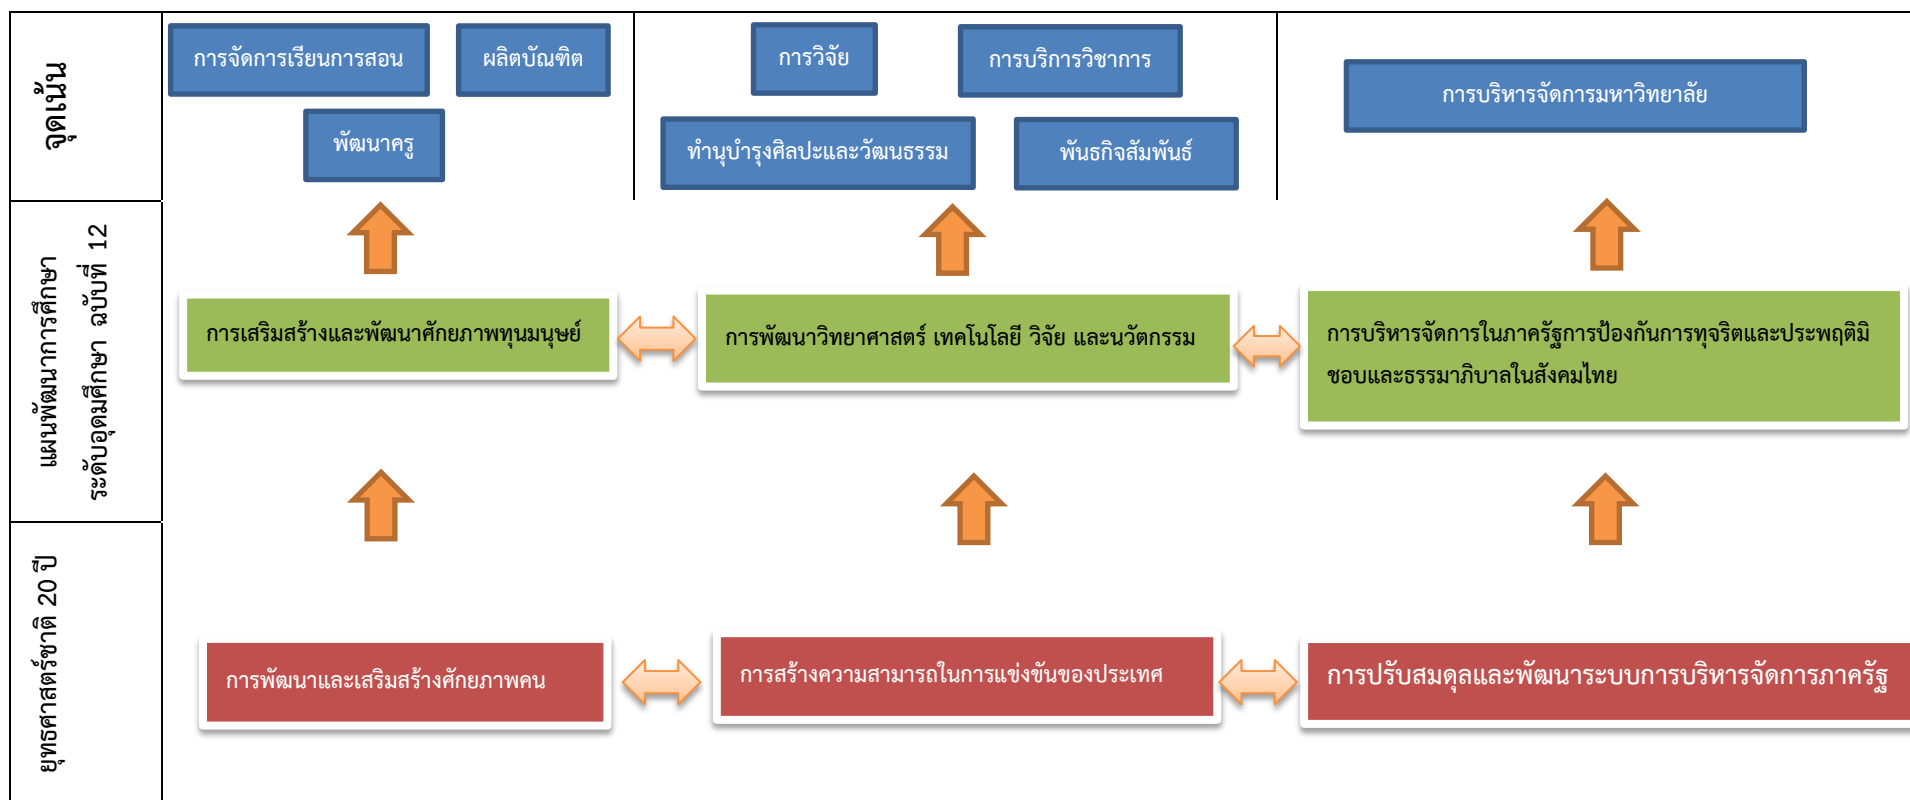 จุดเน้น
การจัดการเรียนการสอน
ผลิตบัณฑิต
พัฒนาครู
การวิจัย
การบริการวิชาการ
ทำนุบำรุงศิลปะและวัฒนธรรม
พันธกิจสัมพันธ์
การบริหารจัดการมหาวิทยาลัย
แผนพัฒนาการศึกษา
ระดับอุดมศึกษา ฉบับที่ 12
การเสริมสร้างและพัฒนาศักยภาพทุนมนุษย์
การพัฒนาวิทยาศาสตร์ เทคโนโลยี วิจัย และนวัตกรรม
การบริหารจัดการในภาครัฐการป้องกันการทุจริตและประพฤติมิ
ชอบและธรรมาภิบาลในสังคมไทย
ยุทธศาสตร์ชาติ 20 ปี
การพัฒนาและเสริมสร้างศักยภาพคน
การสร้างความสามารถในการแข่งขันของประเทศ
การปรับสมดุลและพัฒนาระบบการบริหารจัดการภาครัฐ